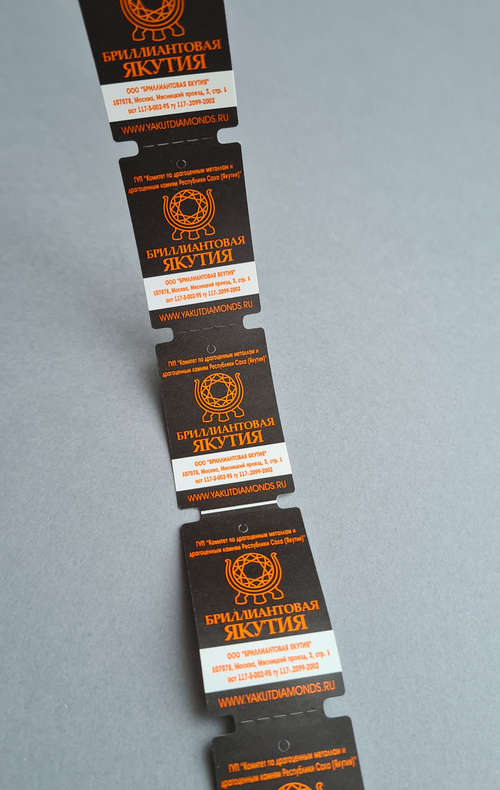 БРИЛЛИАНТОВАЯ
ЯКУТИЯ
ООО "БРИЛЛИАНТОВАЯ ЯКУТИЯ"
107078, Москва, Мясницкий проезд, 3, стр. 1
ост 117-3-002-95 ту 117-.2099-2002
WWW.YAKUTDIAMONDS.RU
ГУП "Комитет по драгоценным металлам и
драгоценным камням Республики Саха (Якутия)"
БРИЛЛИАНТОВАЯ
ЯКУТИЯ
ООО "БРИЛЛИАНТОВАЯ ЯКУТИЯ"
107078, Москва, Мясницкий проезд, 3, стр. 1
ост 117-3-002-95 ту 117-.2099-2002
WWW.YAKUTDIAMONDS.RU
ГУП "Комитет по драгоценным металлам и
драгоценным камням Республики Саха (Якутия)"
БРИЛЛИАНТОВАЯ
ЯКУТИЯ
ООО "БРИЛЛИАНТОВАЯ ЯКУТИЯ"
107078, Москва, Мясницкий проезд, 3, стр. 1
ост 117-3-002-95 ту 117-.2099-2002
WWW.YAKUTDIAMONDS.RU
ГУП "Комитет по драгоценным металлам и
драгоценным камням Республики Саха (Якутия)"
БРИЛЛИАНТОВАЯ
ЯКУТИЯ
ООО "БРИЛЛИАНТОВАЯ ЯКУТИЯ"
107078, Москва, Мясницкий проезд, 3, стр. 1
ост 117-3-002-95 ту 117-.2099-2002
WWW.YAKUTDIAMONDS.RU
ГУП "Комитет по драгоценным металлам и
драгоценным камням Республики Саха (Якутия)"